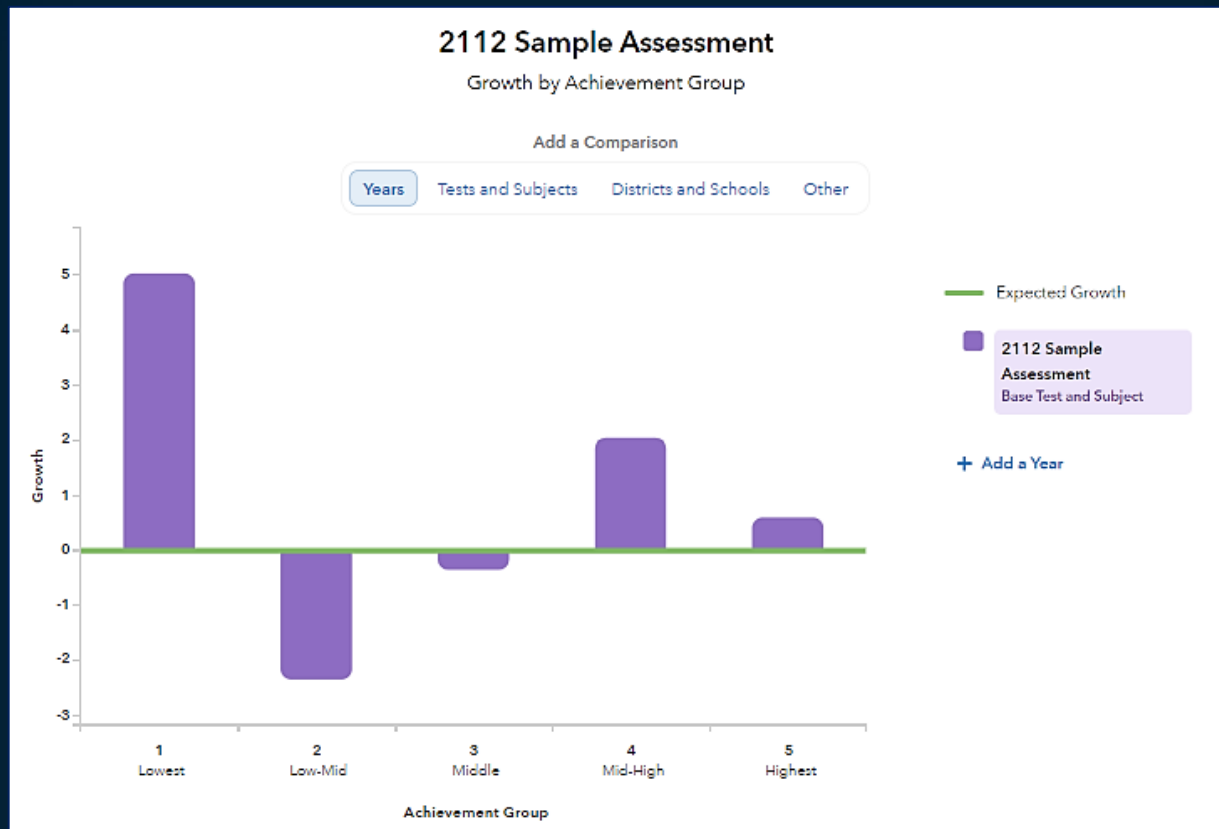 2112 Sample Assessment
Growth by Achievement Group
Add a Comparison
Years Tests and Subjects Districts and Schools Other
5
4
3
2
1
0
-1
-2
-3
Growth
1 2 3 4 5
Lowest Low-Mid Middle Mid-High Highest
Achievement Group
Expected Growth
2112 Sample
Assessment
Base Test and Subject
+ Add a Year